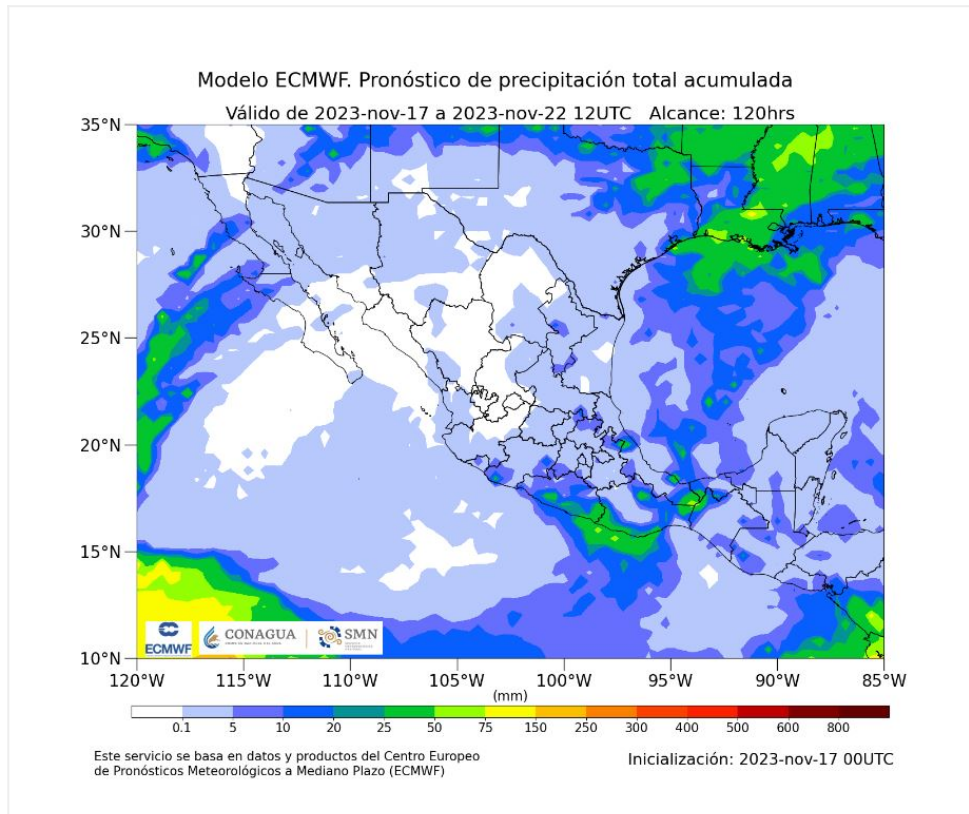 Modelo ECMWF. Pronóstico de precipitación total acumulada
Válido de 2023-nov-17 a 2023-nov-22 12UTC Alcance: 120hrs
35°N
30°N
25°N
20°N
15°N
10°N
ECMWF
CONAGUA
SMN
120°W 115°W 110°W 105°W 100°W 95°W 90°W 85°W
(mm)
0.1 5 10 20 25 50 75 150 250 300 400 500 600 800
Este servicio se basa en datos y productos del Centro Europeo
de Pronósticos Meteorológicos a Mediano Plazo (ECMWF)
Inicialización: 2023-nov-17 00UTC